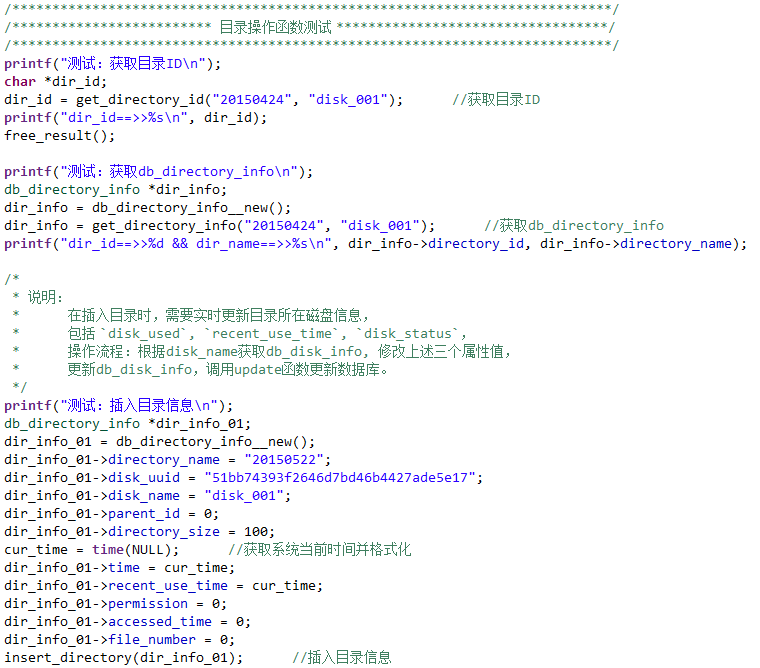 /***************************************************************************/
/************************* 目录操作函数测试 **********************************/
/***************************************************************************/
printf("测试：获取目录ID\n");
char *dir_id;
dir_id = get_directory_id("20150424", "disk_001");      //获取目录ID
printf("dir_id==>>%s\n", dir_id);
free_result();
printf("测试：获取db_directory_info\n");
db_directory_info *dir_info;
dir_info = db_directory_info__new();
dir_info = get_directory_info("20150424", "disk_001");      //获取db_directory_info
printf("dir_id==>>%d && dir_name==>>%s\n", dir_info->directory_id, dir_info->directory_name);
/*
 * 说明：
 *      在插入目录时，需要实时更新目录所在磁盘信息，
 *      包括`disk_used`, `recent_use_time`, `disk_status`,
 *      操作流程：根据disk_name获取db_disk_info, 修改上述三个属性值，
 *      更新db_disk_info，调用update函数更新数据库。
 */
printf("测试：插入目录信息\n");
db_directory_info *dir_info_01;
dir_info_01 = db_directory_info__new();
dir_info_01->directory_name = "20150522";
dir_info_01->disk_uuid = "51bb74393f2646d7bd46b4427ade5e17";
dir_info_01->disk_name = "disk_001";
dir_info_01->parent_id = 0;
dir_info_01->directory_size = 100;
cur_time = time(NULL);      //获取系统当前时间并格式化
dir_info_01->time = cur_time;
dir_info_01->recent_use_time = cur_time;
dir_info_01->permission = 0;
dir_info_01->accessed_time = 0;
dir_info_01->file_number = 0;
insert_directory(dir_info_01);      //插入目录信息